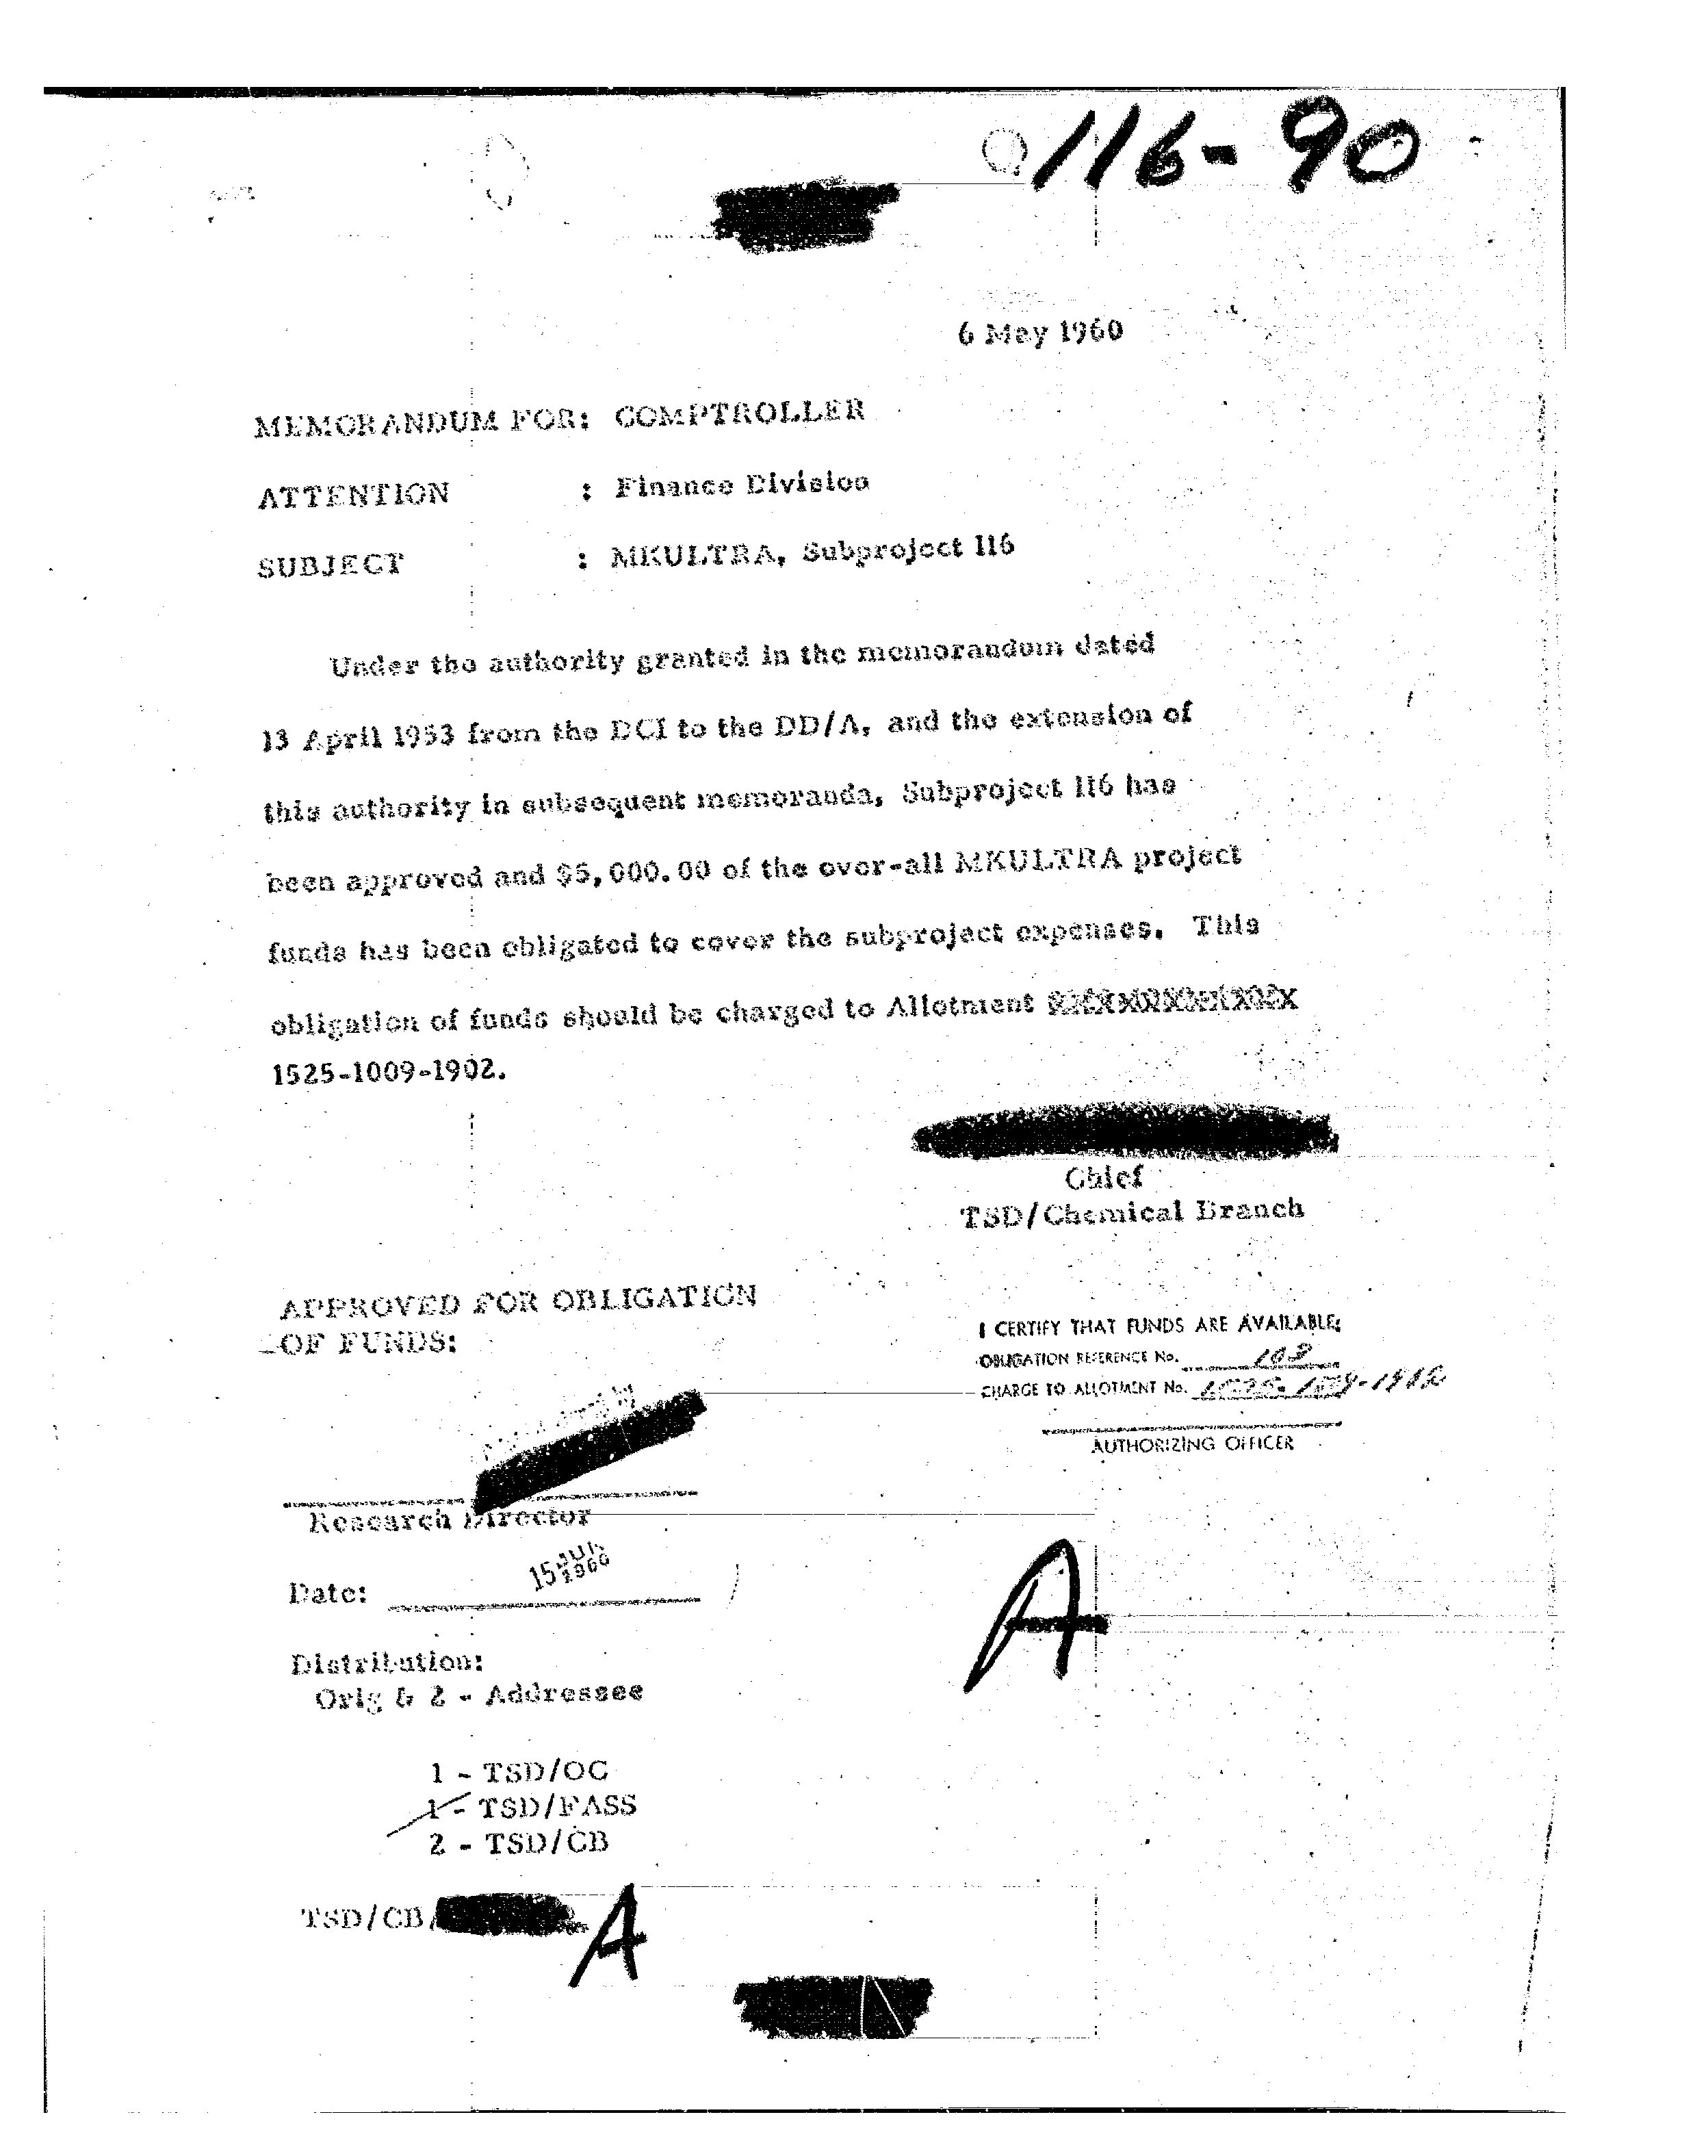 116-90
6 May 1960
MEMORANDUM FOR: COMPTROLLER
ATTENTION : Finance Division
SUBJECT : MKULTRA, Subproject 116
Under the authority granted in the memorandum dated
13 April 1953 from the DCI to the DD/A, and the extension of
this authority in subsequent memoranda, Subproject 116 has
been approved and $5,000.00 of the over-all MKULTRA project
funds has been obligated to cover the subproject expenses. This
obligation of funds should be charged to Allotment
1525-1009-1902.
Chief
TSD/Chemical Branch
APPROVED FOR OBLIGATION
OF FUNDS:
I CERTIFY THAT FUNDS ARE AVAILABLE:
OBLIGATION REFERENCE No.
CHARGE TO ALLOTMENT No.
AUTHORIZING OFFICER
Research Director
Date: 15 1960
Distribution:
Orig & 2 - Addressee
1 - TSD/OC
1 - TSD/FASS
2 - TSD/CB
A
TSD/CB/
A